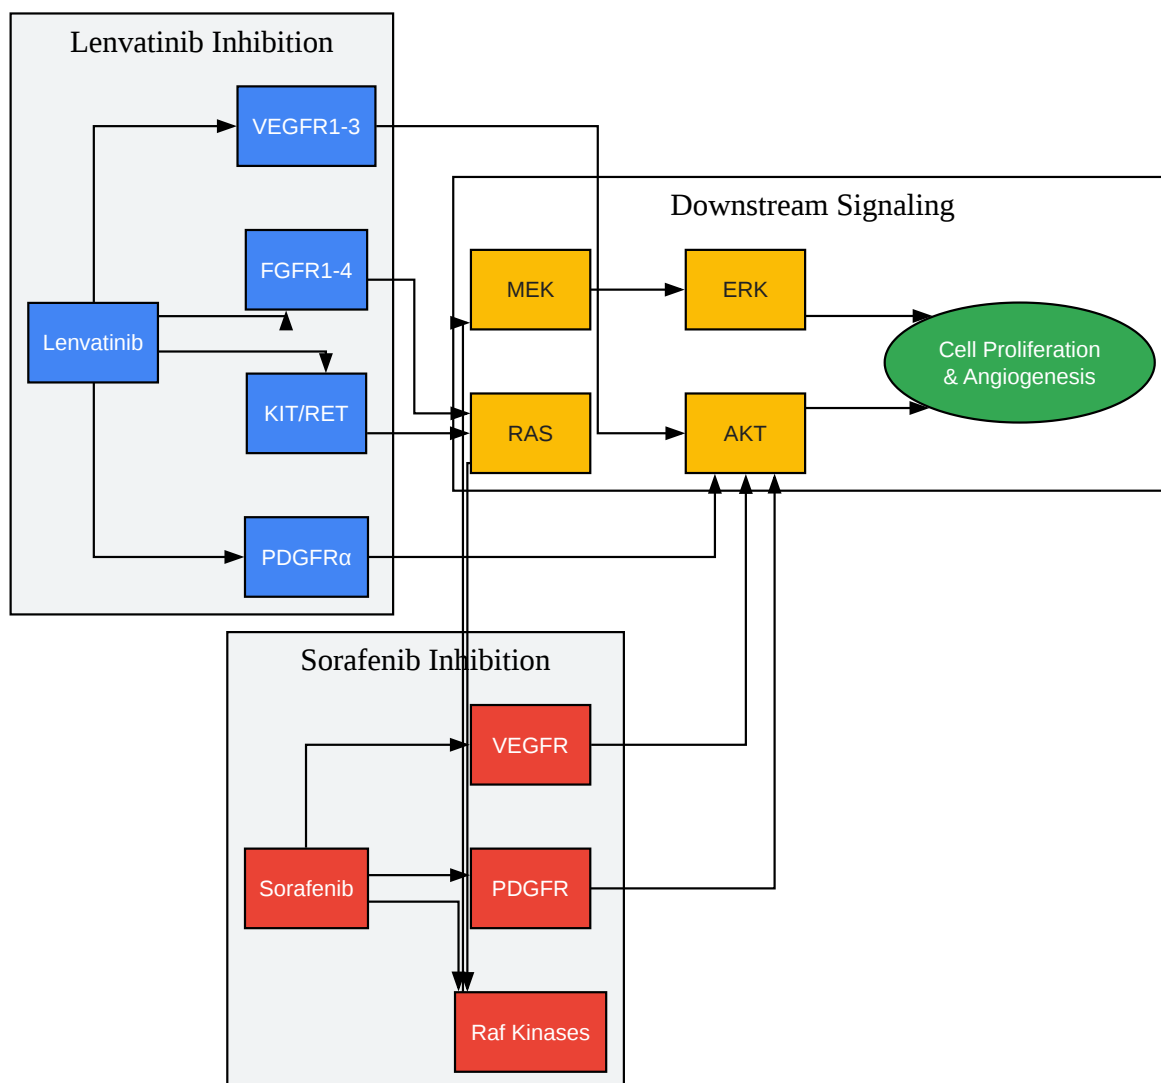 Lenvatinib Inhibition
VEGFR1-3
FGFR1-4
Lenvatinib
KIT/RET
PDGFRα
Downstream Signaling
MEK
ERK
RAS
AKT
Cell Proliferation
& Angiogenesis
Sorafenib Inhibition
VEGFR
Sorafenib
PDGFR
Raf Kinases